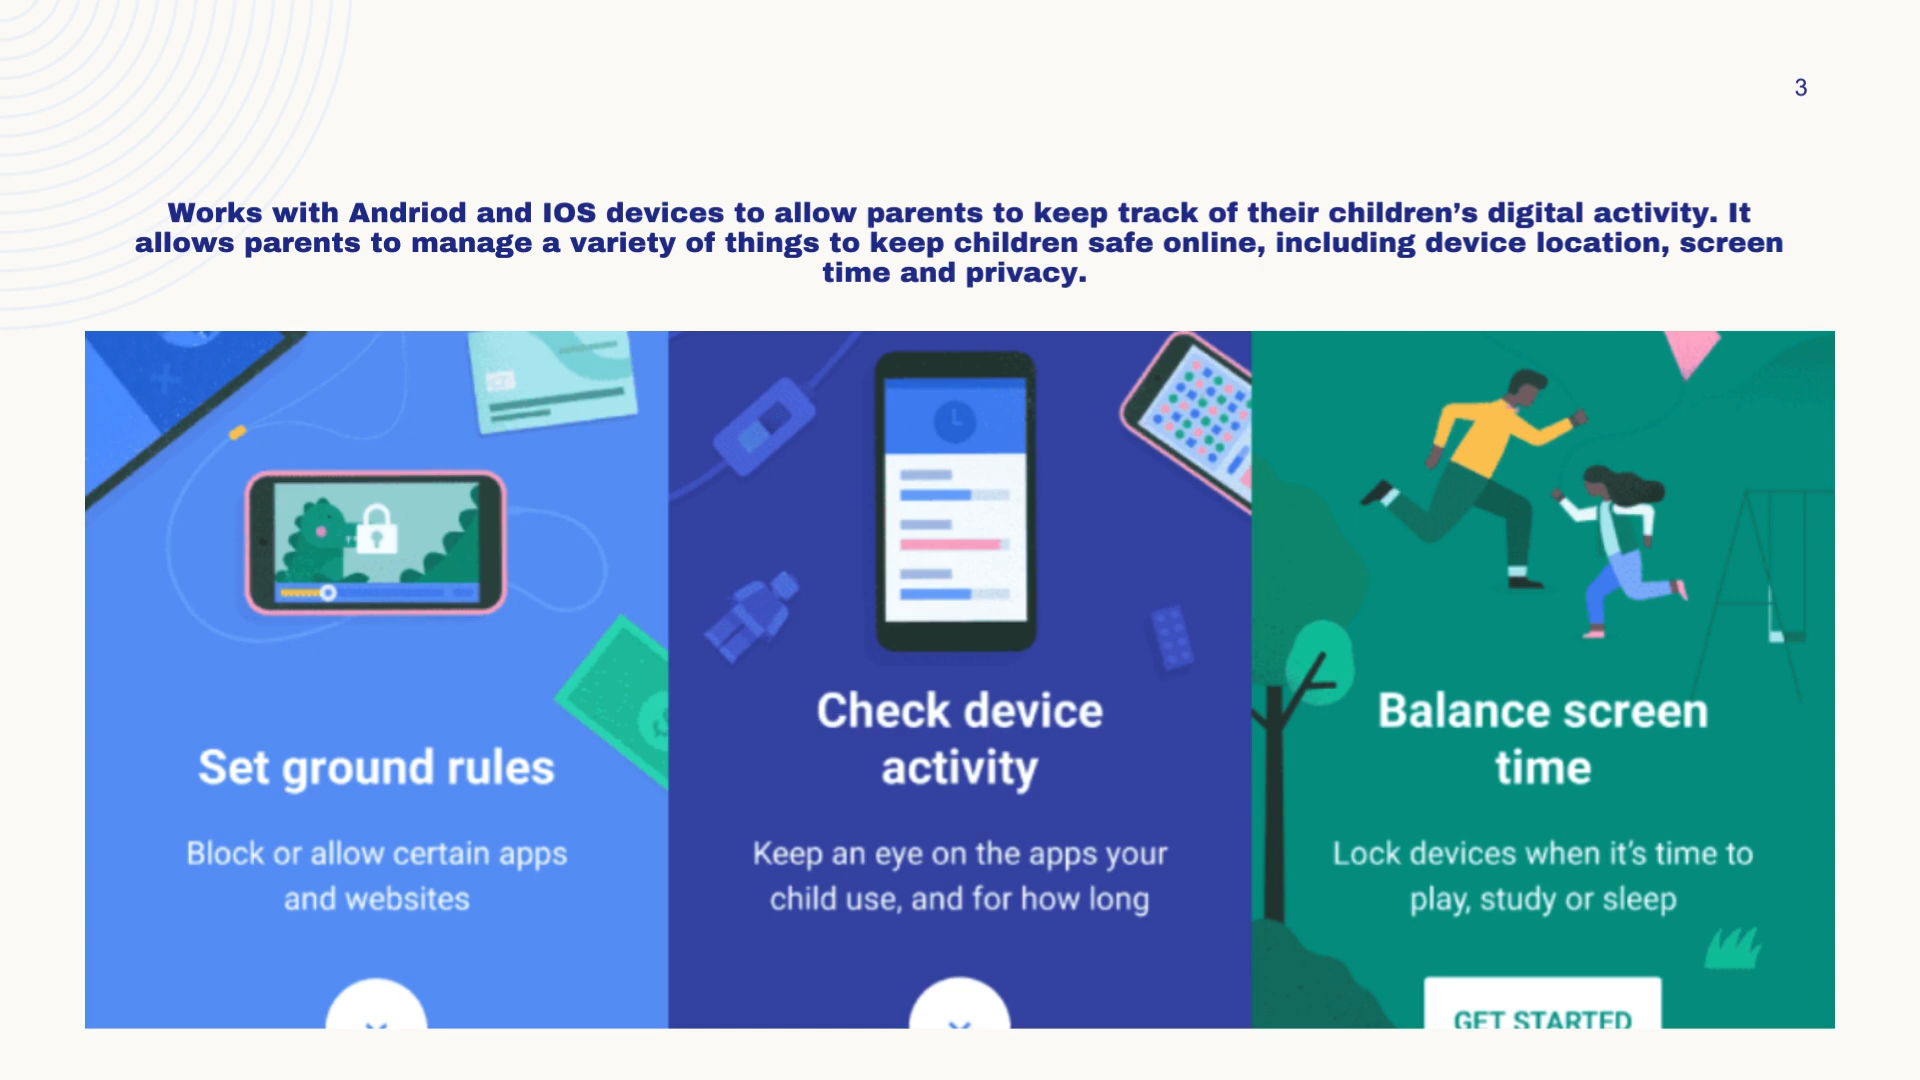 3
Works with Andriod and IOS devices to allow parents to keep track of their children’s digital activity. It
allows parents to manage a variety of things to keep children safe online, including device location, screen
time and privacy.
Set ground rules
Block or allow certain apps
and websites
Check device
activity
Keep an eye on the apps your
child use, and for how long
Balance screen
time
Lock devices when it’s time to
play, study or sleep
GET STARTED